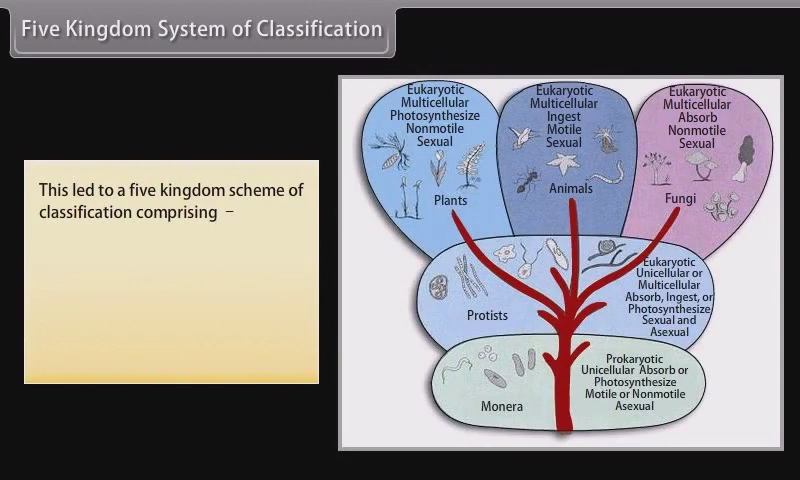 Five Kingdom System of Classification
This led to a five kingdom scheme of
classification comprising –
Eukaryotic
Multicellular
Photosynthesize
Nonmotile
Sexual
Plants
Eukaryotic
Multicellular
Ingest
Motile
Sexual
Animals
Eukaryotic
Multicellular
Absorb
Nonmotile
Sexual
Fungi
Protists
Eukaryotic
Unicellular or
Multicellular
Absorb, Ingest, or
Photosynthesize
Sexual and
Asexual
Monera
Prokaryotic
Unicellular Absorb or
Photosynthesize
Motile or Nonmotile
Asexual